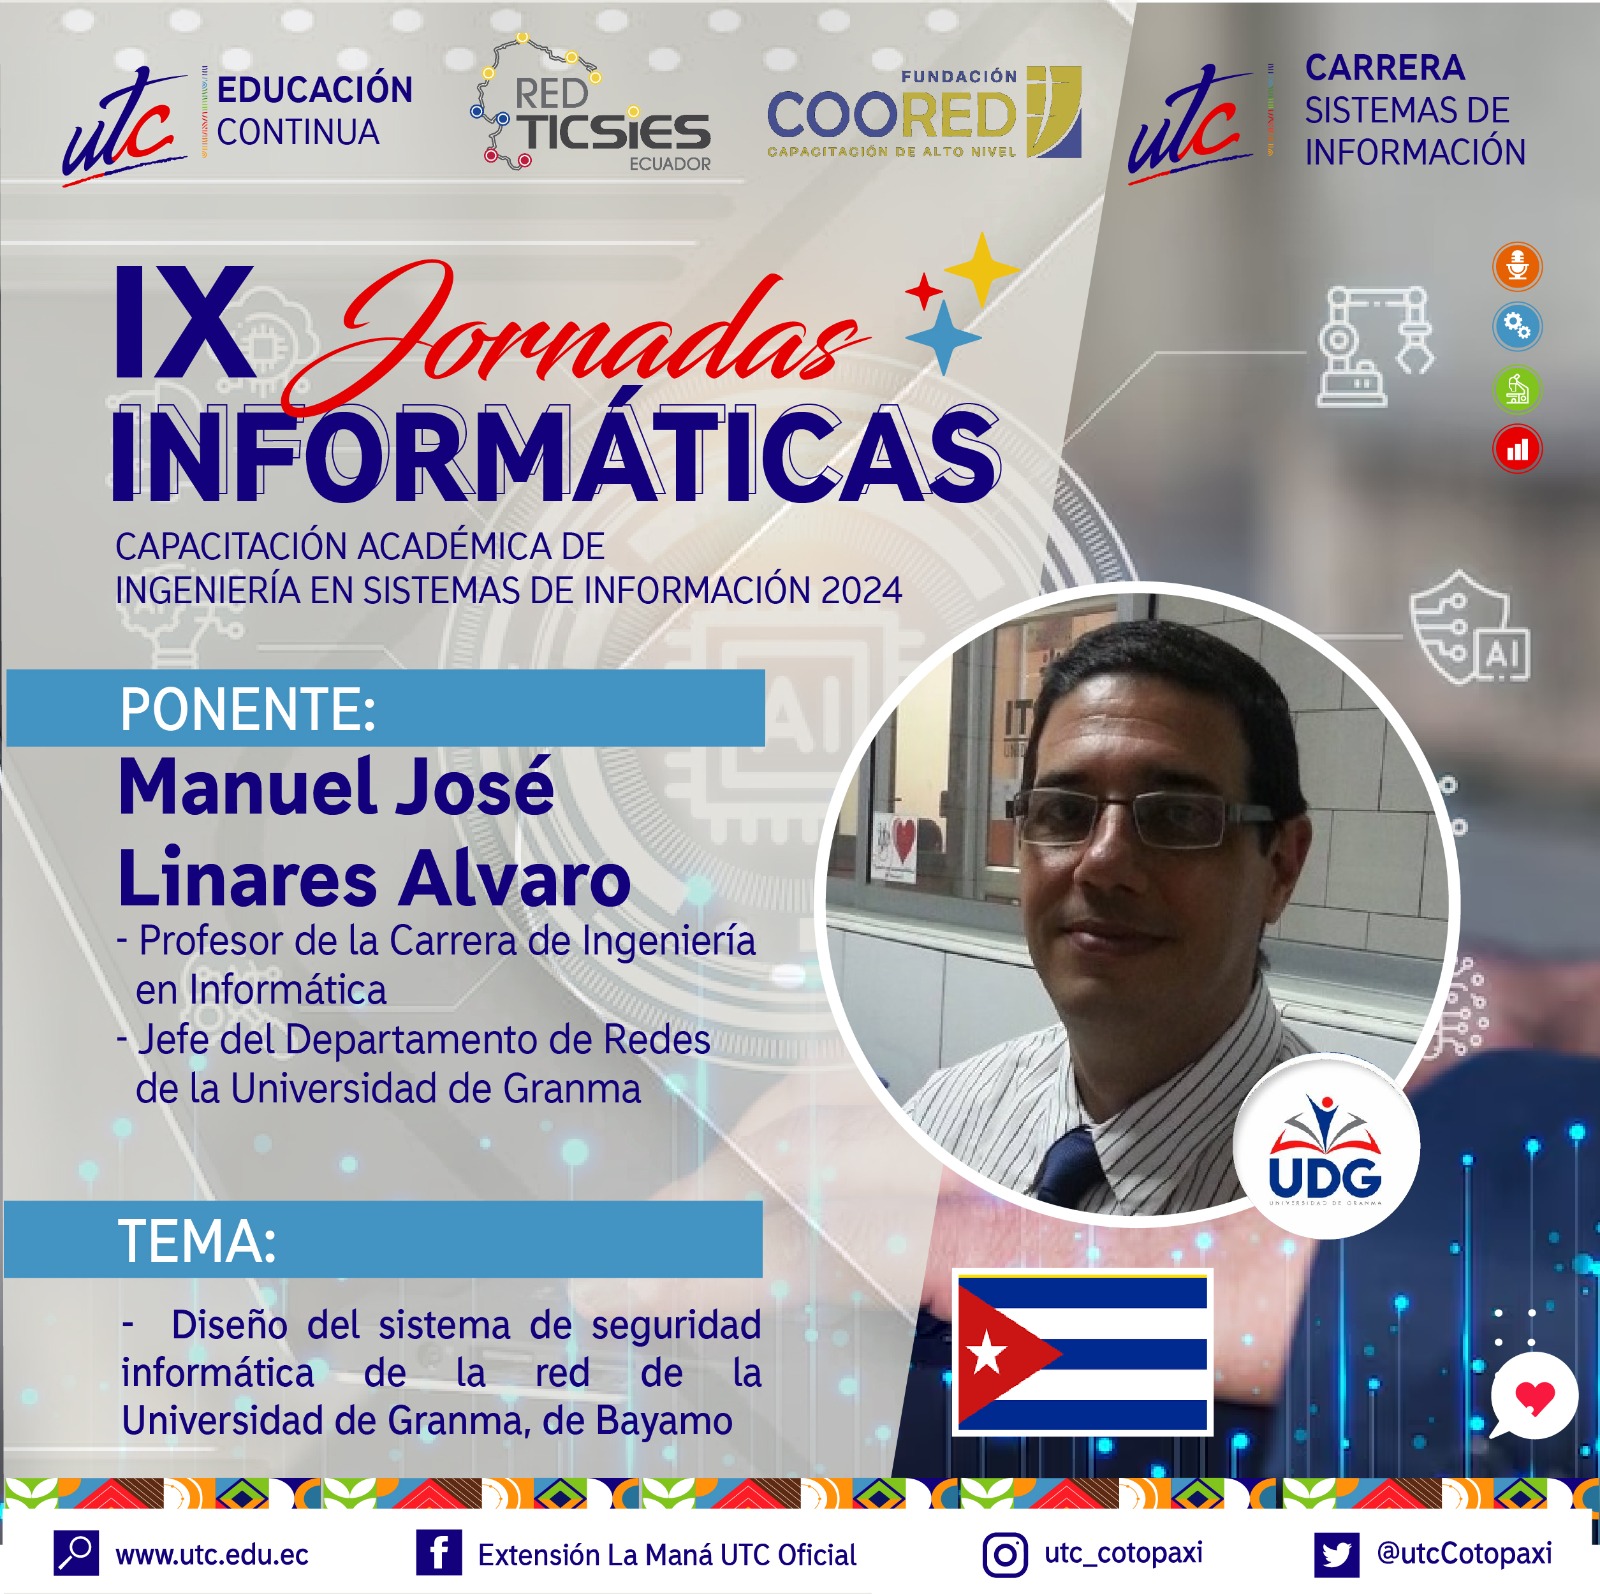 utc
EDUCACIÓN
CONTINUA
RED
TICSIES
ECUADOR
FUNDACIÓN
COORED
CAPACITACIÓN DE ALTO NIVEL
utc
CARRERA
SISTEMAS DE
INFORMACIÓN
IX Jornadas
INFORMÁTICAS
CAPACITACIÓN ACADÉMICA DE
INGENIERÍA EN SISTEMAS DE INFORMACIÓN 2024
AI
AI
PONENTE:
Manuel José
Linares Alvaro
- Profesor de la Carrera de Ingeniería
en Informática
- Jefe del Departamento de Redes
de la Universidad de Granma
UDG
UNIVERSIDAD DE GRANMA
TEMA:
- Diseño del sistema de seguridad
informática de la red de la
Universidad de Granma, de Bayamo
www.utc.edu.ec
Extensión La Maná UTC Oficial
utc_cotopaxi
@utcCotopaxi